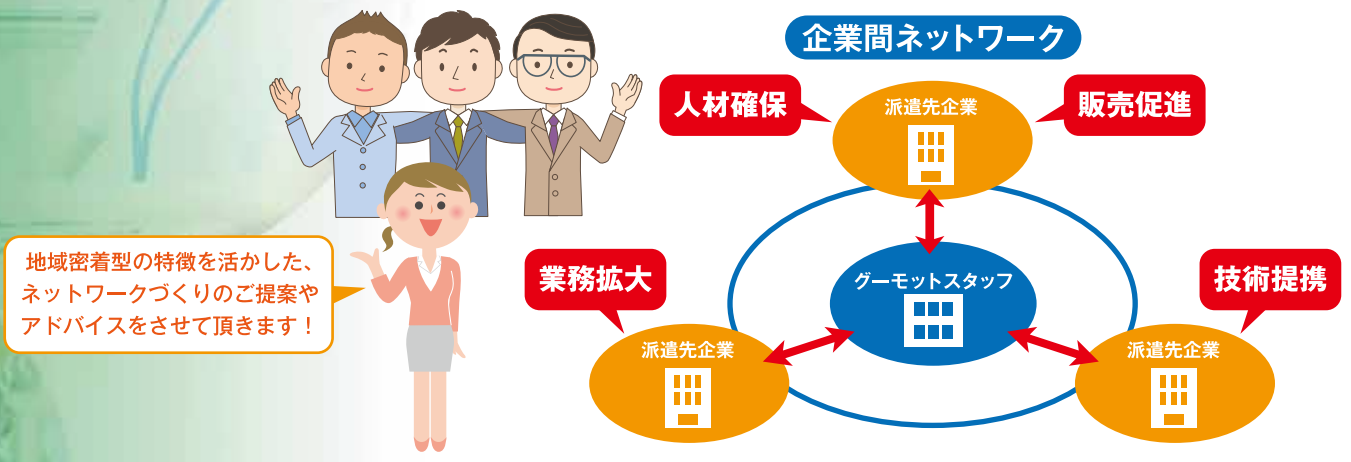 企業間ネットワーク
人材確保
派遣先企業
販売促進
地域密着型の特徴を活かした、
ネットワークづくりのご提案や
アドバイスをさせて頂きます！
業務拡大
グーモットスタッフ
技術提携
派遣先企業
派遣先企業